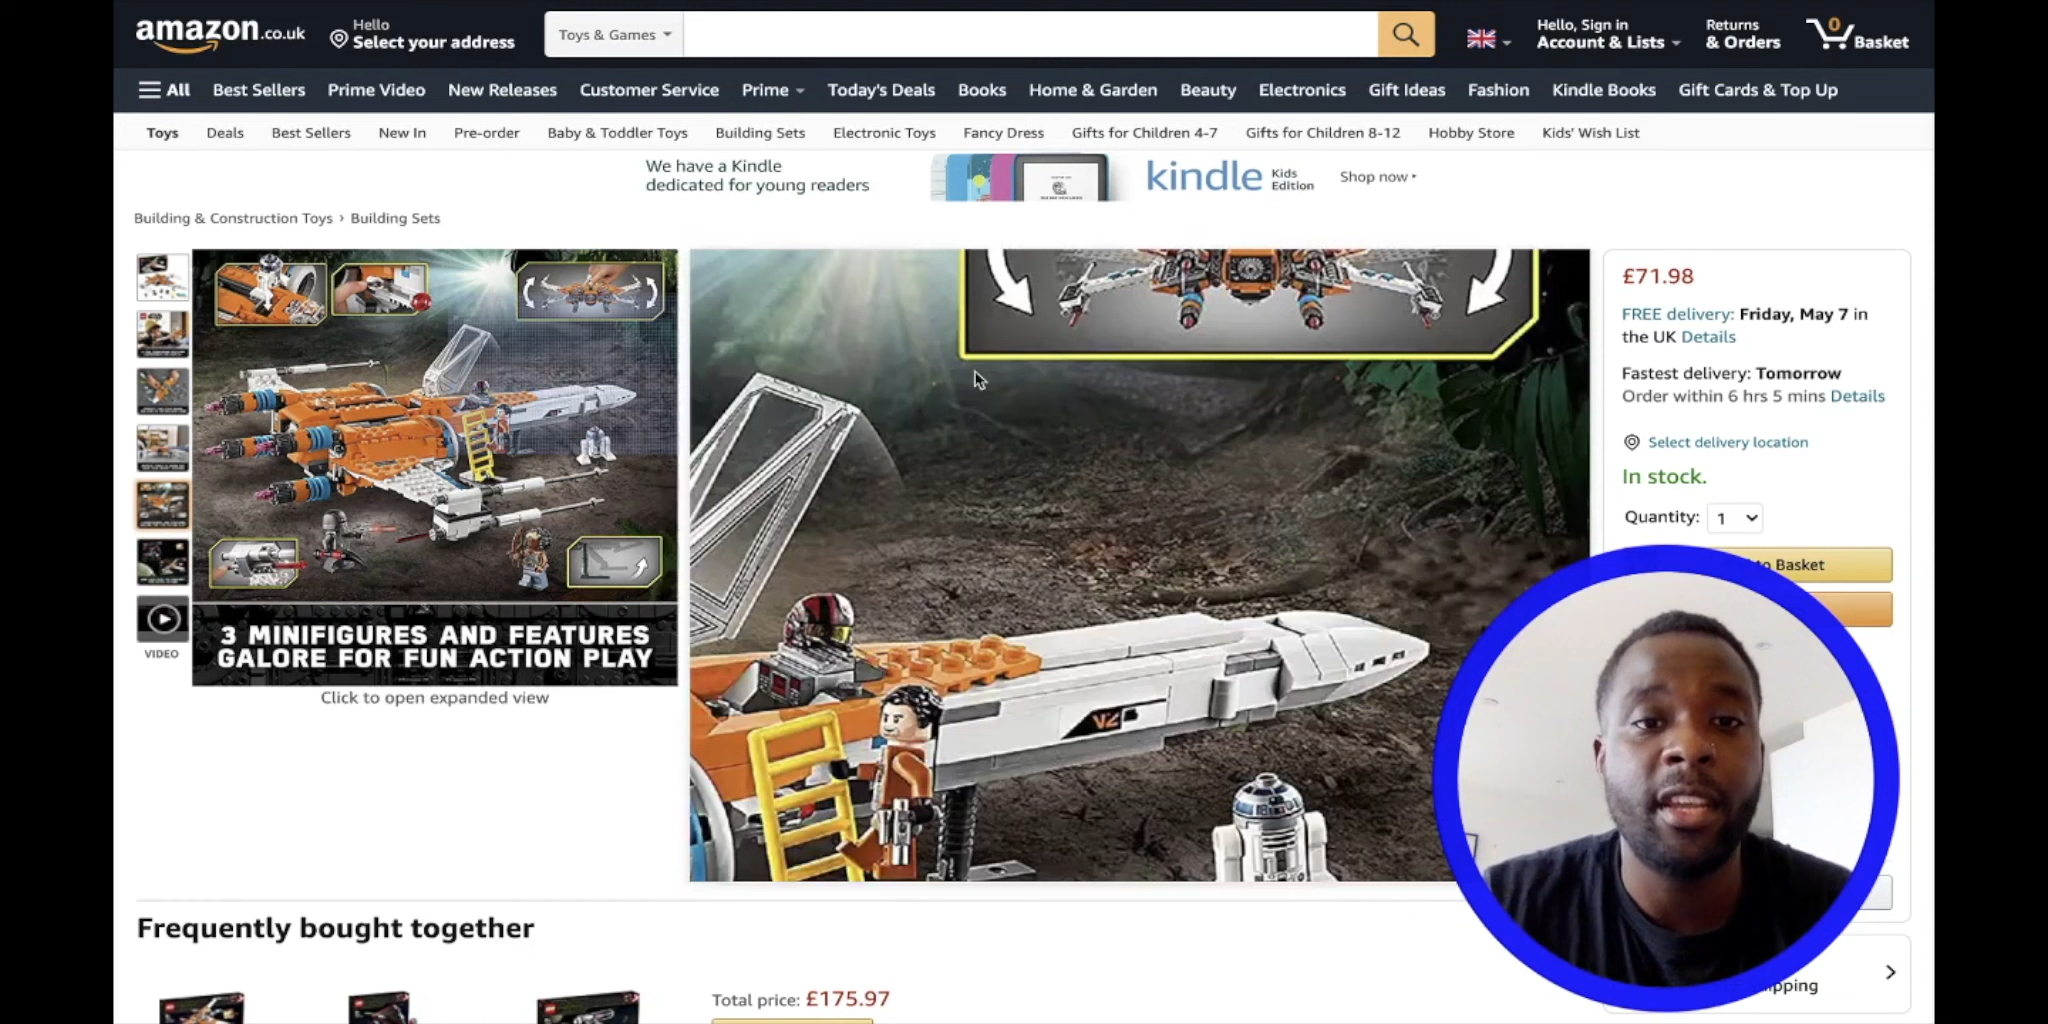 amazon.co.uk
Hello
Select your address
Toys & Games
Hello, Sign in
Account & Lists
Returns
& Orders
0
Basket
All
Best Sellers
Prime Video
New Releases
Customer Service
Prime
Today's Deals
Books
Home & Garden
Beauty
Electronics
Gift Ideas
Fashion
Kindle Books
Gift Cards & Top Up
Toys
Deals
Best Sellers
New In
Pre-order
Baby & Toddler Toys
Building Sets
Electronic Toys
Fancy Dress
Gifts for Children 4-7
Gifts for Children 8-12
Hobby Store
Kids' Wish List
We have a Kindle
dedicated for young readers
kindle
Kids
Edition
Shop now
Building & Construction Toys › Building Sets
VIDEO
3 MINIFIGURES AND FEATURES
GALORE FOR FUN ACTION PLAY
Click to open expanded view
£71.98
FREE delivery: Friday, May 7 in
the UK Details
Fastest delivery: Tomorrow
Order within 6 hrs 5 mins Details
Select delivery location
In stock.
Quantity: 1
to Basket
Frequently bought together
Total price: £175.97